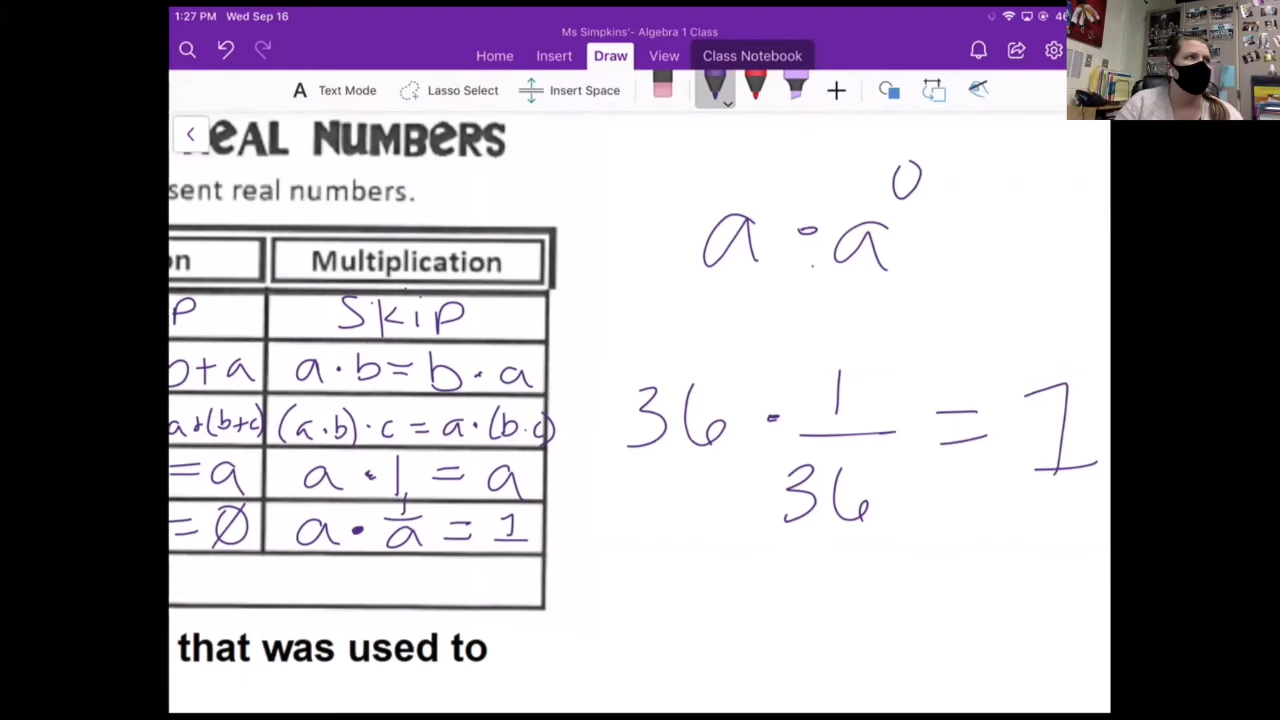 1:27 PM Wed Sep 16
Ms Simpkins'- Algebra 1 Class
Home Insert Draw View Class Notebook
Text Mode Lasso Select Insert Space
REAL NUMBERS
sent real numbers.
n Multiplication
P SKIP
b+a a·b=b·a
a+(b+c) (a·b)·c=a·(b·c)
=a a·1=a
=∅ a·1/a=1
that was used to
a÷a⁰
36·1/36=1